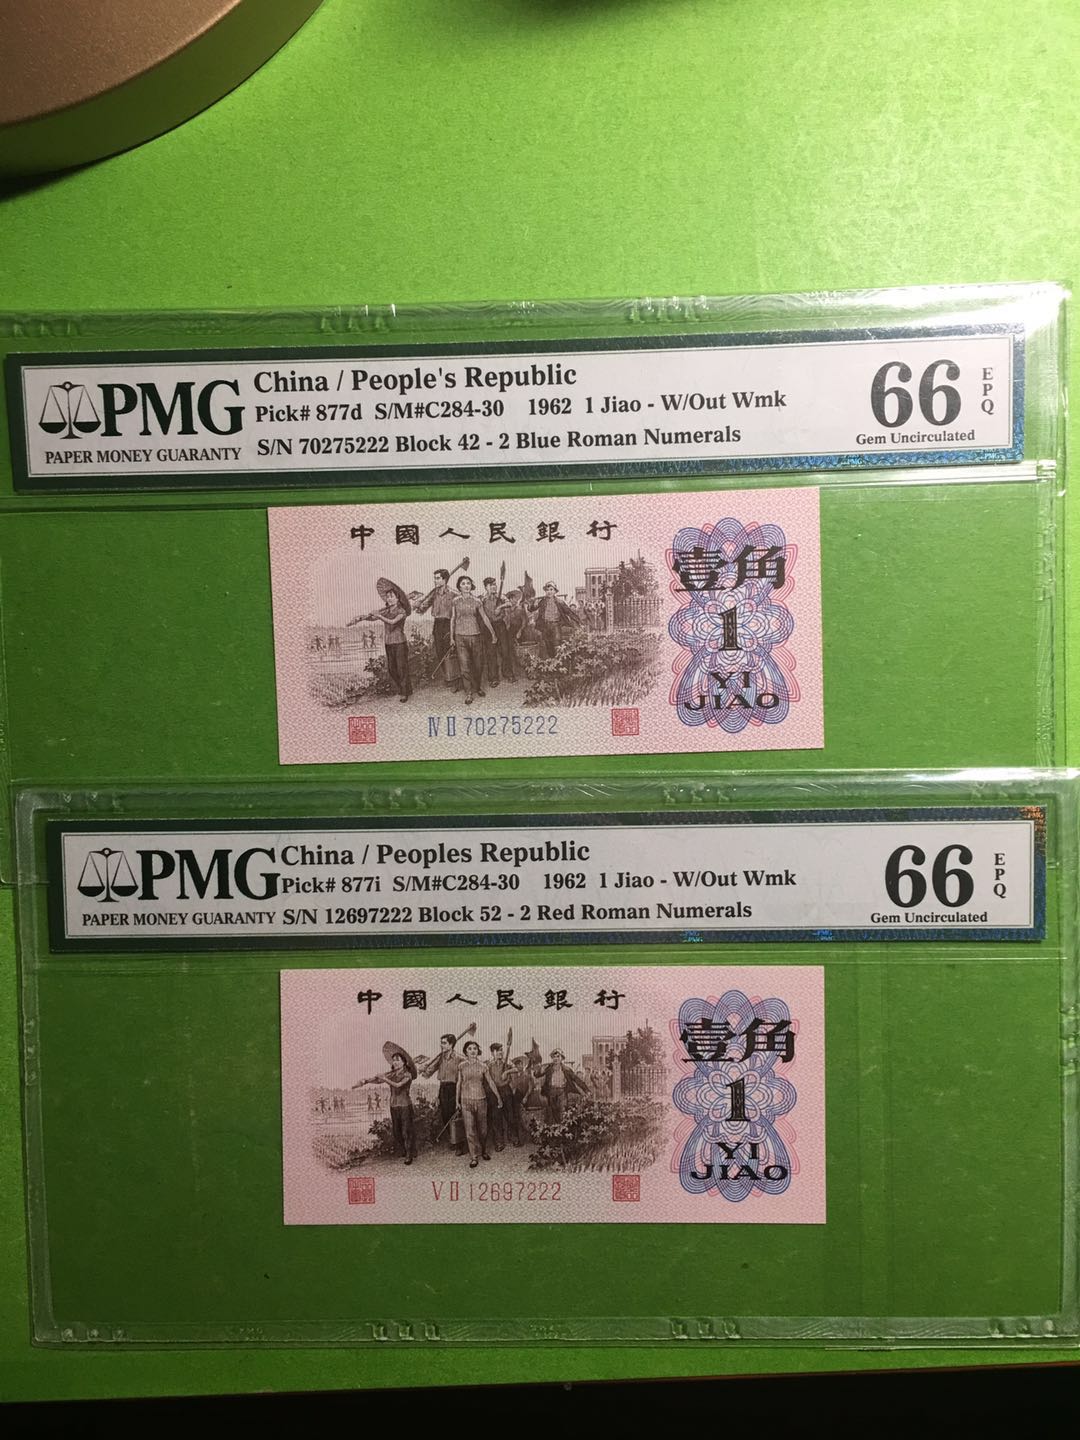 PMG
PAPER MONEY GUARANTY
China / People's Republic
Pick# 877d S/M#C284-30 1962 1 Jiao - W/Out Wmk
S/N 70275222 Block 42 - 2 Blue Roman Numerals
66 EPQ
Gem Uncirculated
中國人民銀行
壹角
1
YI
JIAO
IV II 70275222
PMG
PAPER MONEY GUARANTY
China / Peoples Republic
Pick# 877i S/M#C284-30 1962 1 Jiao - W/Out Wmk
S/N 12697222 Block 52 - 2 Red Roman Numerals
66 EPQ
Gem Uncirculated
中國人民銀行
壹角
1
YI
JIAO
V II 12697222